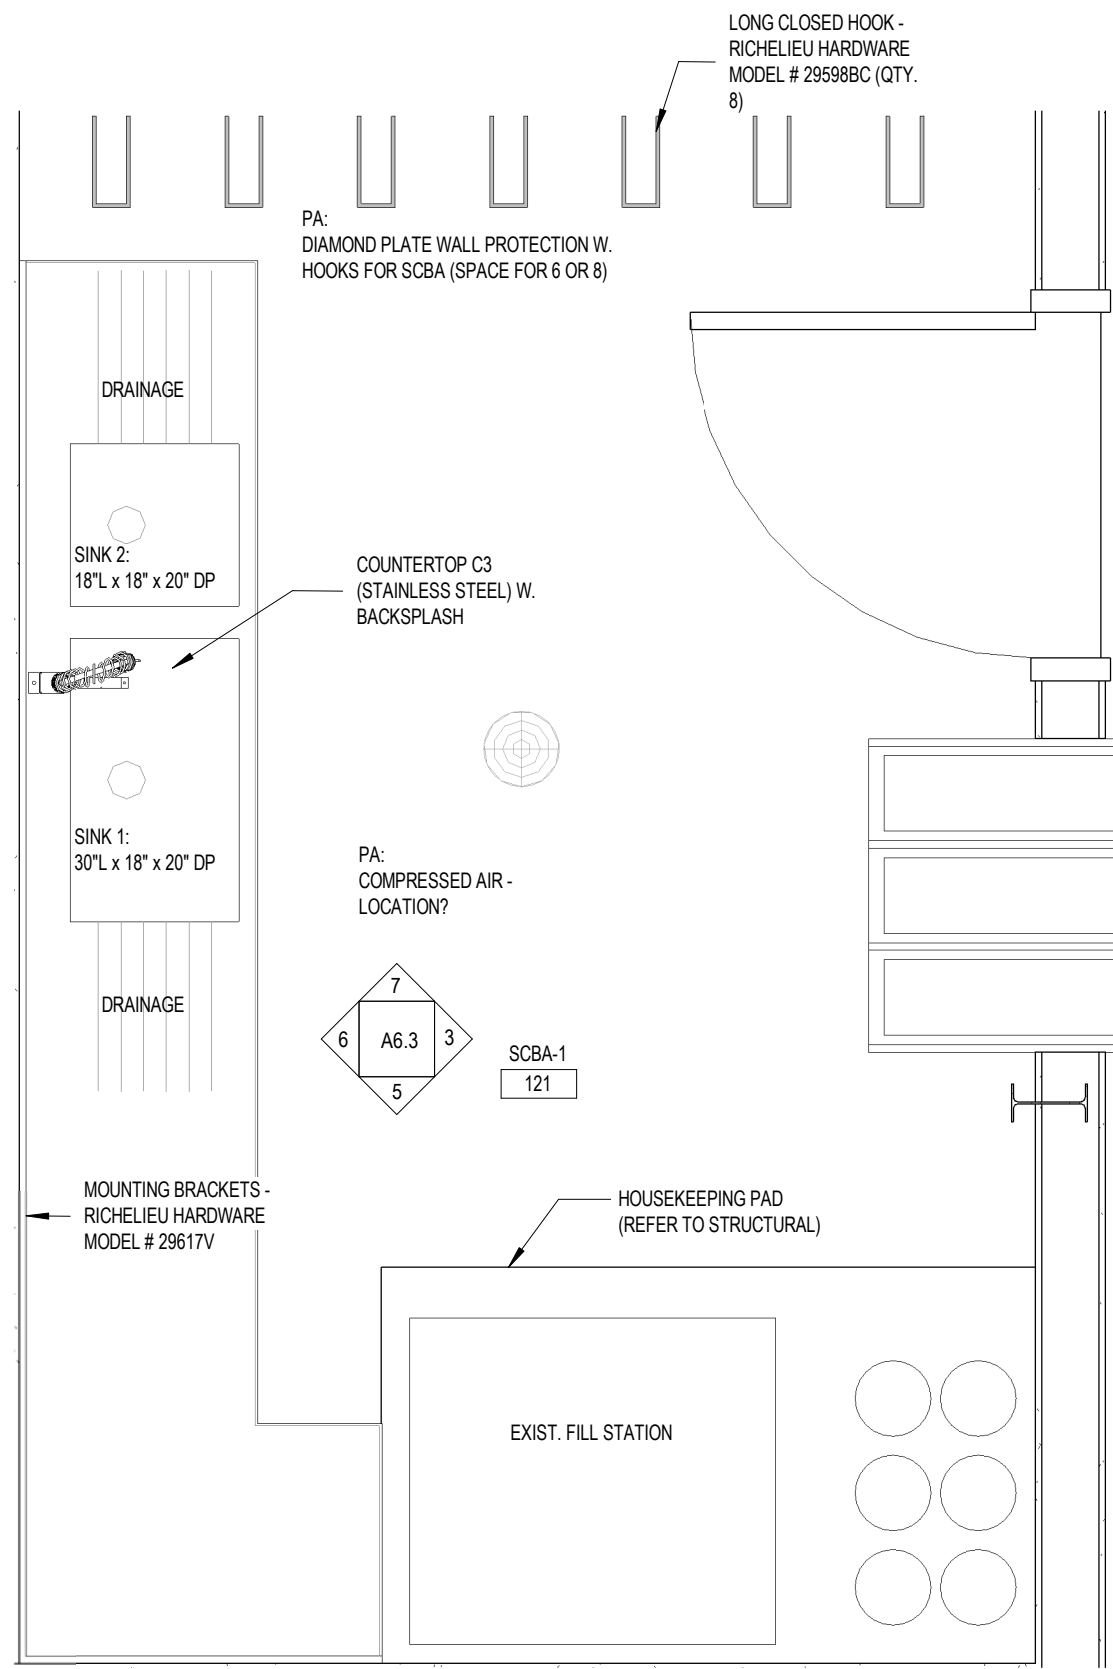 LONG CLOSED HOOK -
RICHELIEU HARDWARE
MODEL # 29598BC (QTY.
8)
PA:
DIAMOND PLATE WALL PROTECTION W.
HOOKS FOR SCBA (SPACE FOR 6 OR 8)
DRAINAGE
SINK 2:
18"L x 18" x 20" DP
COUNTERTOP C3
(STAINLESS STEEL) W.
BACKSPLASH
SINK 1:
30"L x 18" x 20" DP
PA:
COMPRESSED AIR -
LOCATION?
DRAINAGE
7
6
A6.3
3
5
SCBA-1
121
MOUNTING BRACKETS -
RICHELIEU HARDWARE
MODEL # 29617V
HOUSEKEEPING PAD
(REFER TO STRUCTURAL)
EXIST. FILL STATION